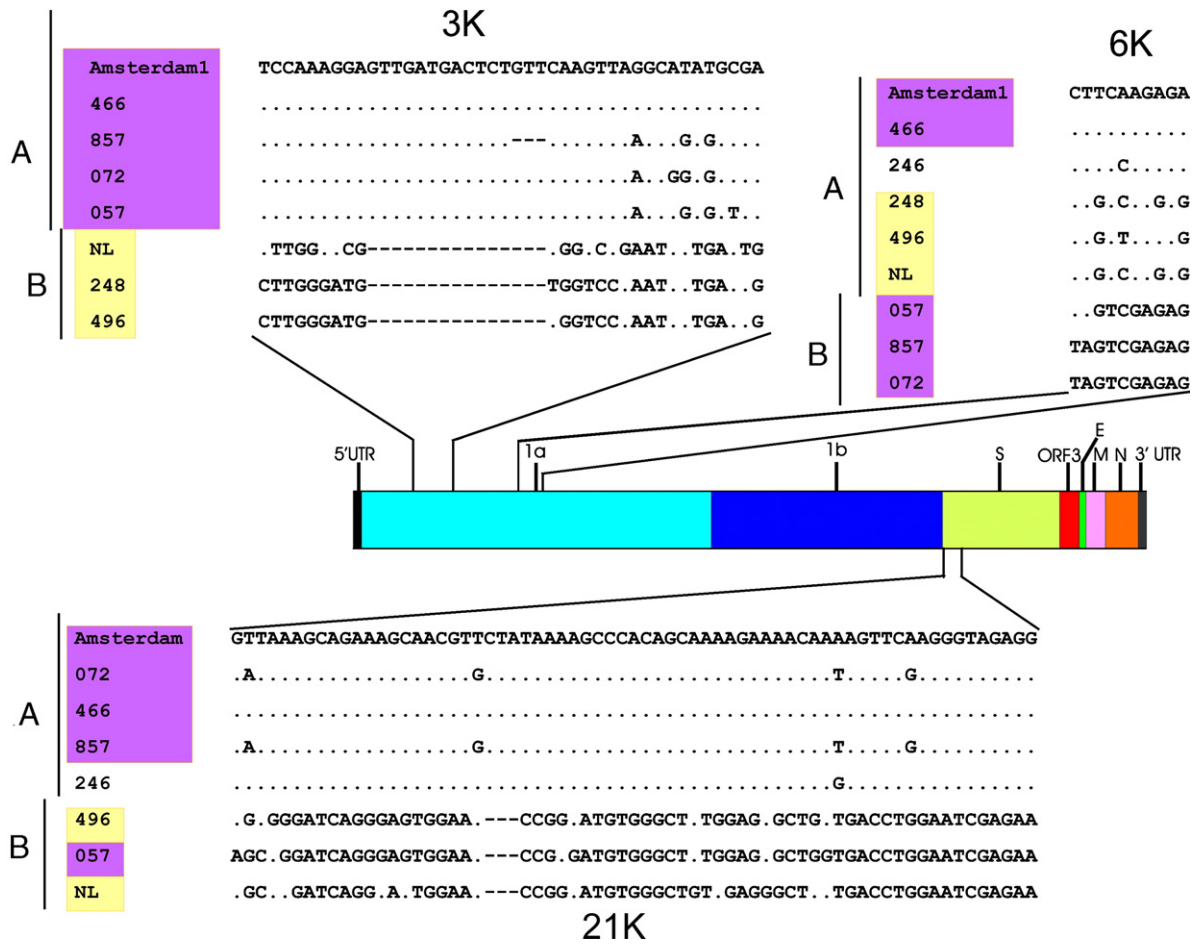 3K
6K
Amsterdam1 TCCAAAGGAGTTGATGACTCTGTTCAAGTTAGGCATATGCGA
466 ..........................................
857 .....................---.......A...G.G....
072 ...............................A..GG.G....
057 ...............................A...G.G.T..
A
NL .TTGG..CG---------------.GG.C.GAAT..TGA.TG
248 CTTGGGATG---------------TGGTCC.AAT..TGA..G
496 CTTGGGATG---------------.GGTCC.AAT..TGA..G
B
Amsterdam1 CTTCAAGAGA
466 ..........
246 ....C.....
248 ..G.C..G.G
496 ..G.T....G
NL ..G.C..G.G
A
057 ..GTCGAGAG
857 TAGTCGAGAG
072 TAGTCGAGAG
B
5'UTR 1a 1b S ORF3 E M N 3' UTR
Amsterdam GTTAAAGCAGAAAGCAACGTTCTATAAAAGCCCACAGCAAAAGAAAACAAAAGTTCAAGGGTAGAGG
072 .A..................G.............................T.....G..........
466 ...................................................................
857 .A..................G.............................T.....G..........
246 ..................................................G................
A
496 .G.GGGATCAGGGAGTGGAA.---CCGG.ATGTGGGCT.TGGAG.GCTG.TGACCTGGAATCGAGAA
057 AGC.GGATCAGGGAGTGGAA.---CCG.GATGTGGGCT.TGGAG.GCTGGTGACCTGGAATCGAGAA
NL .GC..GATCAGG.A.TGGAA.---CCGG.ATGTGGGCTGT.GAGGGCT..TGACCTGGAATCGAGAA
B
21K